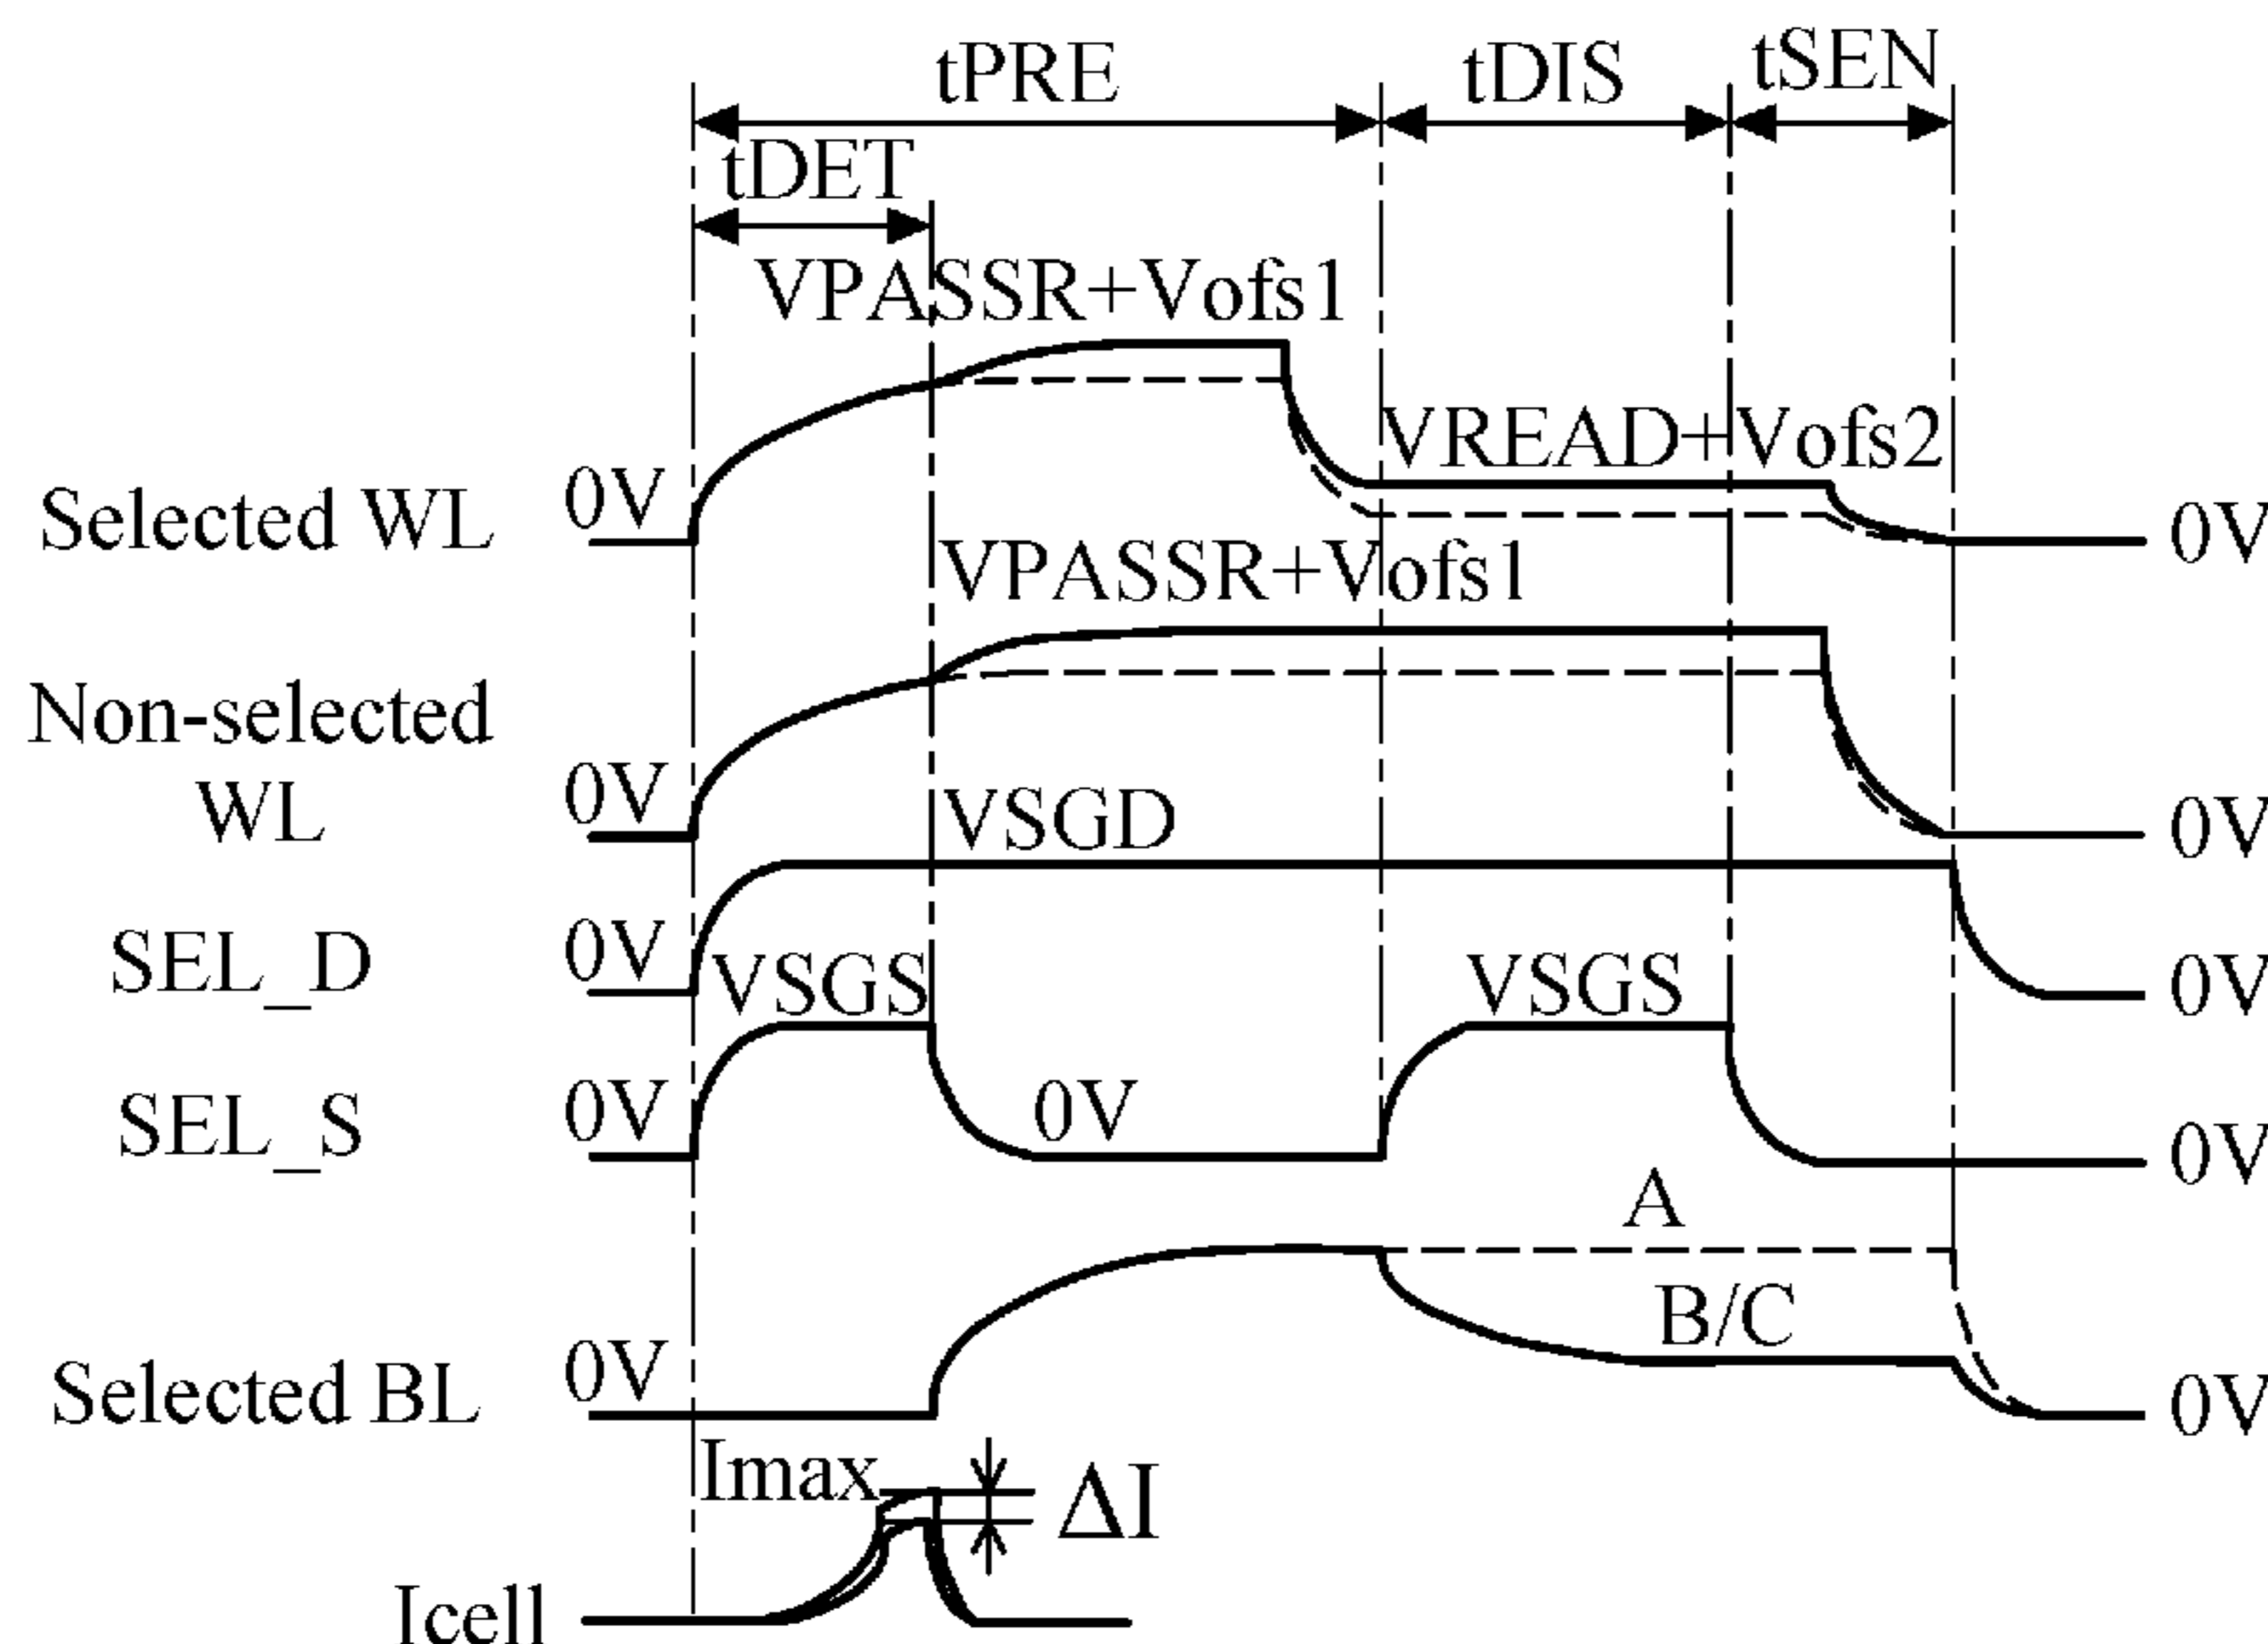 tPRE tDIS tSEN
tDET
VPASSR+Vofs1
VREAD+Vofs2
Selected WL 0V 0V
VPASSR+Vofs1
Non-selected
WL 0V 0V
VSGD
SEL_D 0V 0V
VSGS VSGS
SEL_S 0V 0V 0V
A
B/C
Selected BL 0V 0V
Imax ΔI
Icell